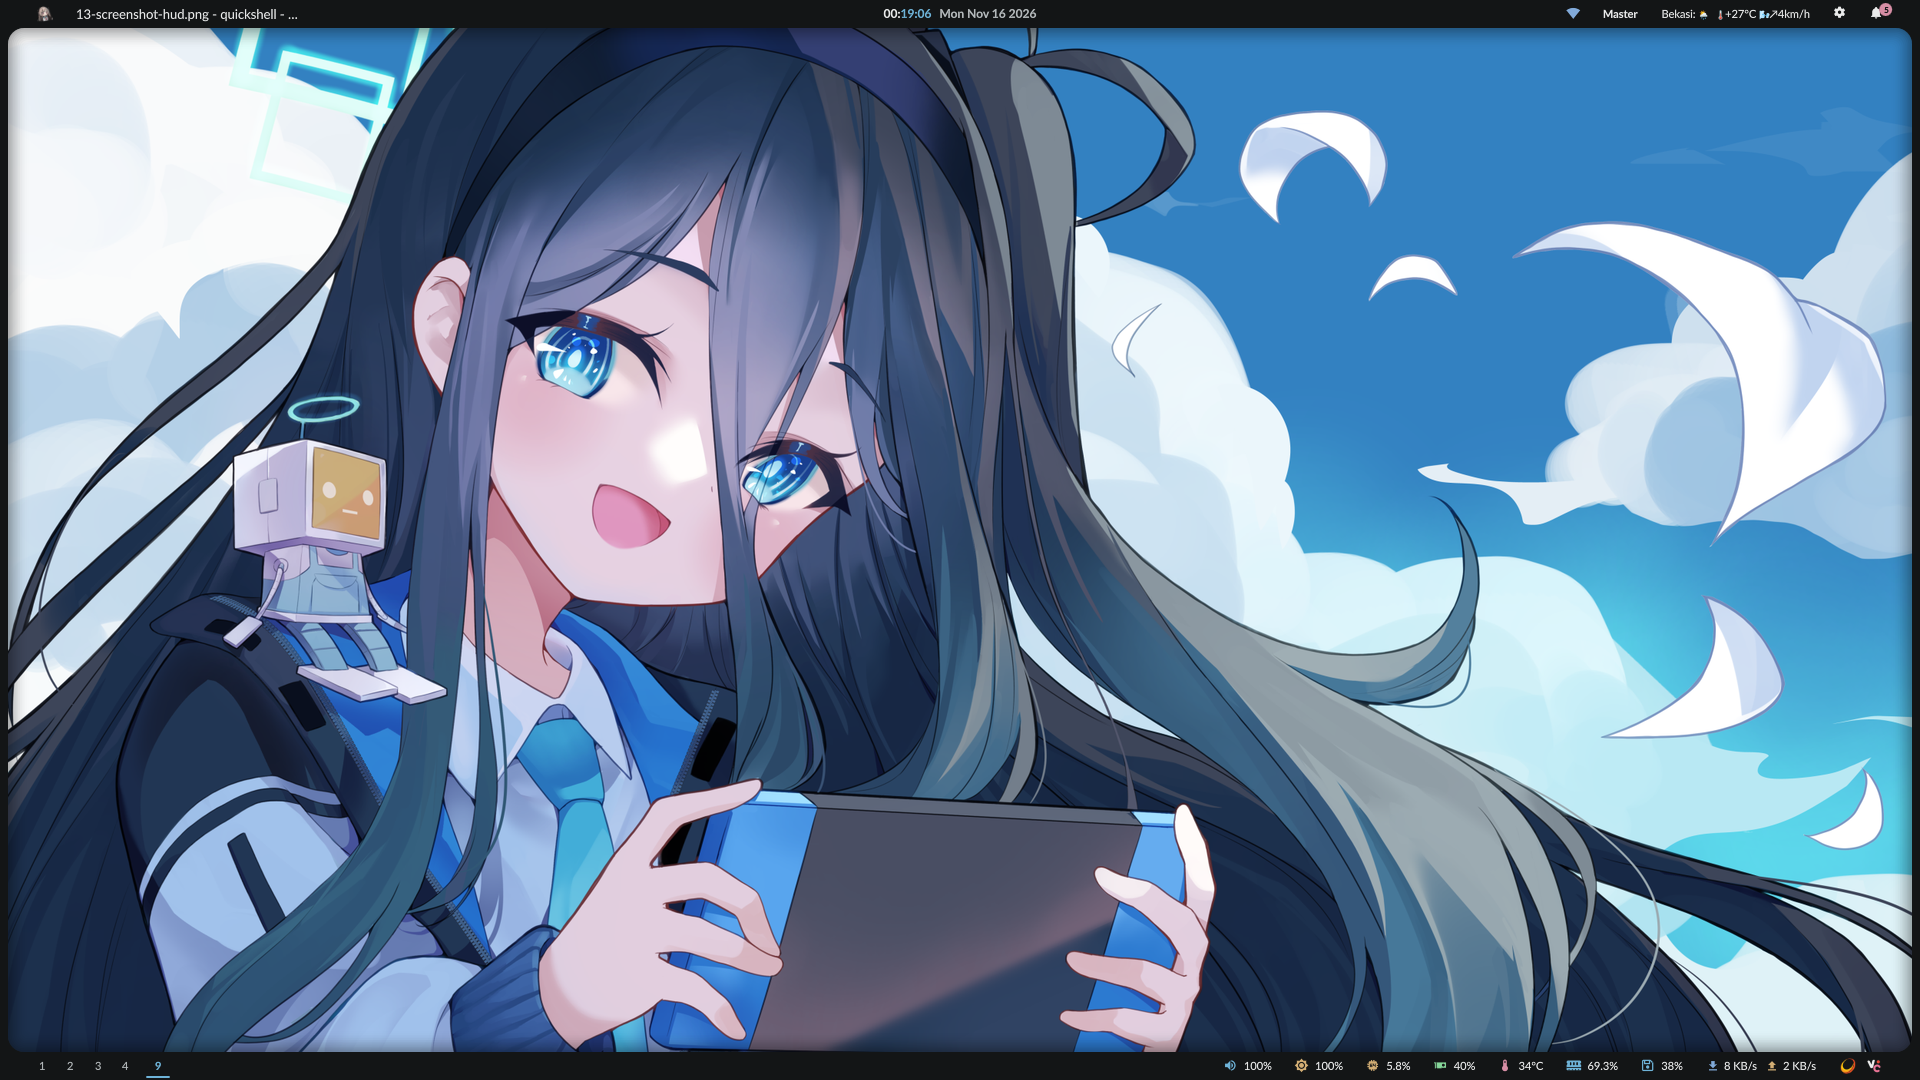 13-screenshot-hud.png - quickshell - ...
00:19:06 Mon Nov 16 2026
Master
Bekasi: +27°C 4km/h
5
1 2 3 4 9
100% 100% 5.8% 40% 34°C 69.3% 38% 8 KB/s 2 KB/s